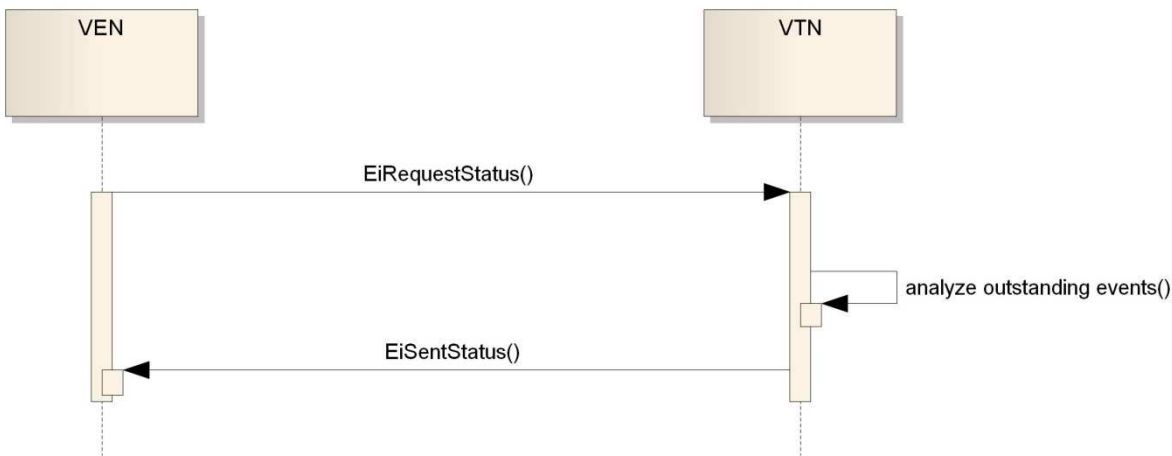 VEN
VTN
EiRequestStatus()
analyze outstanding events()
EiSentStatus()